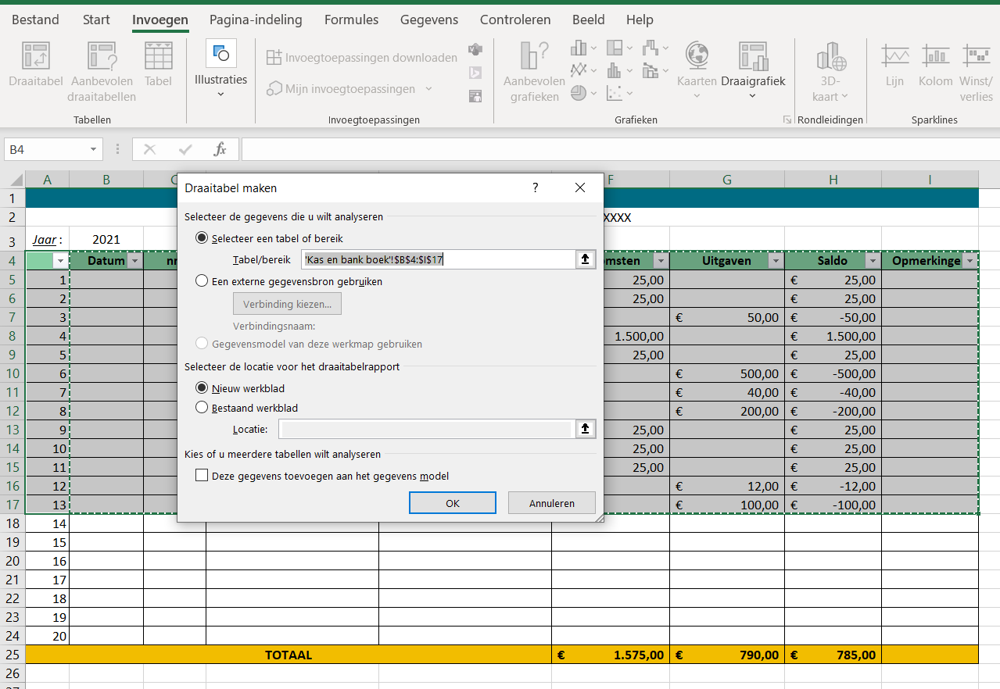 Bestand Start Invoegen Pagina-indeling Formules Gegevens Controleren Beeld Help
Draaitabel Aanbevolen draaitabellen Tabel Illustraties Invoegtoepassingen downloaden Mijn invoegtoepassingen Aanbevolen grafieken Kaarten Draaigrafiek 3D-kaart Lijn Kolom Winst/verlies
Tabellen Invoegtoepassingen Grafieken Rondleidingen Sparklines
B4 fx
A B C F G H I
1
2 XXXX
3 Jaar : 2021
4 Datum nr msten Uitgaven Saldo Opmerkinge
5 1 25,00 € 25,00
6 2 25,00 € 25,00
7 3 € 50,00 € -50,00
8 4 1.500,00 € 1.500,00
9 5 25,00 € 25,00
10 6 € 500,00 € -500,00
11 7 € 40,00 € -40,00
12 8 € 200,00 € -200,00
13 9 25,00 € 25,00
14 10 25,00 € 25,00
15 11 25,00 € 25,00
16 12 € 12,00 € -12,00
17 13 € 100,00 € -100,00
18 14
19 15
20 16
21 17
22 18
23 19
24 20
25 TOTAAL € 1.575,00 € 790,00 € 785,00
26
Draaitabel maken ?
Selecteer de gegevens die u wilt analyseren
Selecteer een tabel of bereik
Tabel/bereik 'Kas en bank boek'!$B$4:$I$17
Een externe gegevensbron gebruiken
Verbinding kiezen...
Verbindingsnaam:
Gegevensmodel van deze werkmap gebruiken
Selecteer de locatie voor het draaitabelrapport
Nieuw werkblad
Bestaand werkblad
Locatie:
Kies of u meerdere tabellen wilt analyseren
Deze gegevens toevoegen aan het gegevens model
OK Annuleren